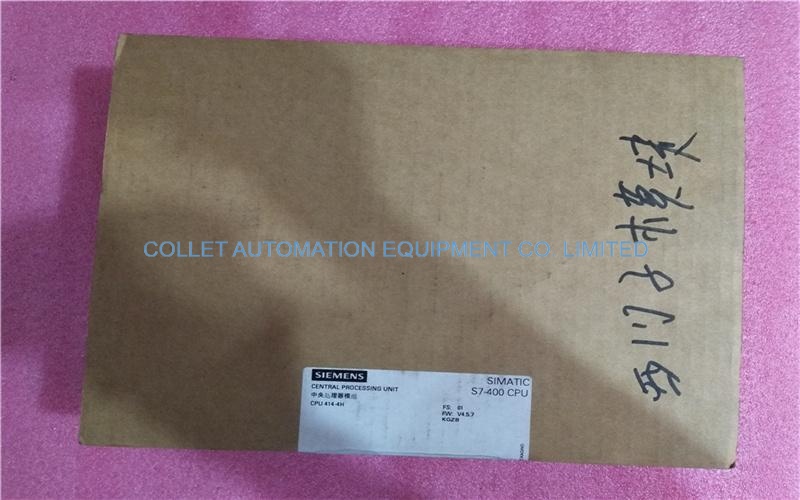 COLLET AUTOMATION EQUIPMENT CO. LIMITED
SIEMENS
CENTRAL PROCESSING UNIT
中央处理器模
CPU 414-4H
SIMATIC
S7-400 CPU
FS: 01
FW: V4.5.7
KGZB